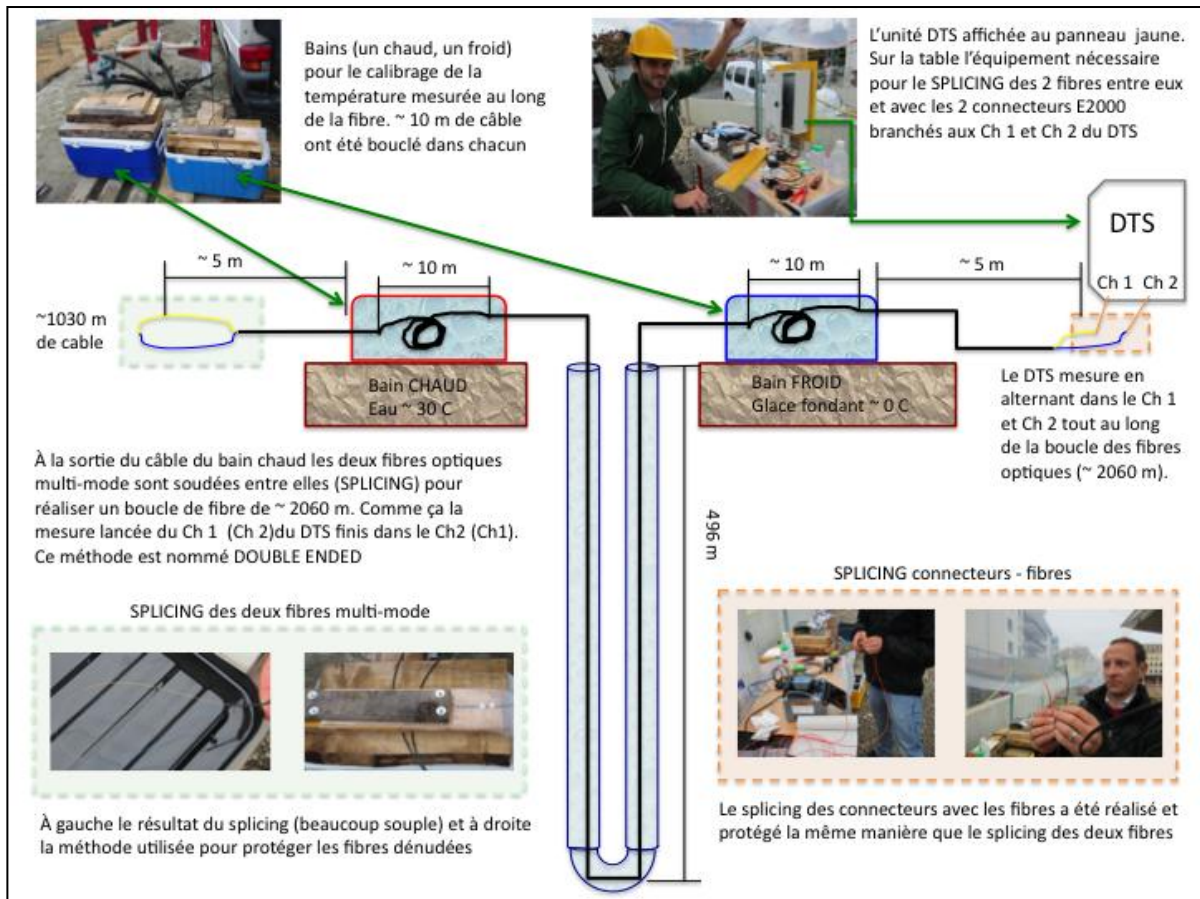 Bains (un chaud, un froid)
pour le calibrage de la
température mesurée au long
de la fibre. ~ 10 m de câble
ont été bouclé dans chacun
L'unité DTS affichée au panneau jaune.
Sur la table l'équipement nécessaire
pour le SPLICING des 2 fibres entre eux
et avec les 2 connecteurs E2000
branchés aux Ch 1 et Ch 2 du DTS
DTS
Ch 1 Ch 2
~ 5 m
~ 10 m
~ 10 m
~ 5 m
~1030 m
de cable
Bain CHAUD
Eau ~ 30 C
Bain FROID
Glace fondant ~ 0 C
Le DTS mesure en
alternant dans le Ch 1
et Ch 2 tout au long
de la boucle des fibres
optiques (~ 2060 m).
À la sortie du câble du bain chaud les deux fibres optiques
multi-mode sont soudées entre elles (SPLICING) pour
réaliser un boucle de fibre de ~ 2060 m. Comme ça la
mesure lancée du Ch 1 (Ch 2)du DTS finis dans le Ch2 (Ch1).
Ce méthode est nommé DOUBLE ENDED
496 m
SPLICING des deux fibres multi-mode
SPLICING connecteurs - fibres
À gauche le résultat du splicing (beaucoup souple) et à droite
la méthode utilisée pour protéger les fibres dénudées
Le splicing des connecteurs avec les fibres a été réalisé et
protégé la même manière que le splicing des deux fibres